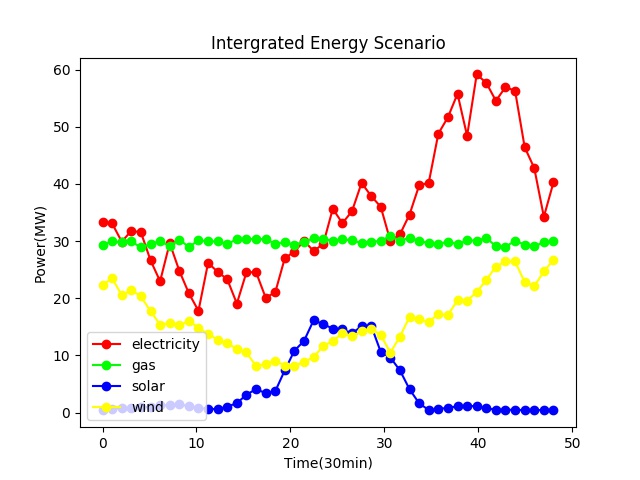 Intergrated Energy Scenario
Power(MW)
60
50
40
30
20
10
0
electricity
gas
solar
wind
0 10 20 30 40 50
Time(30min)